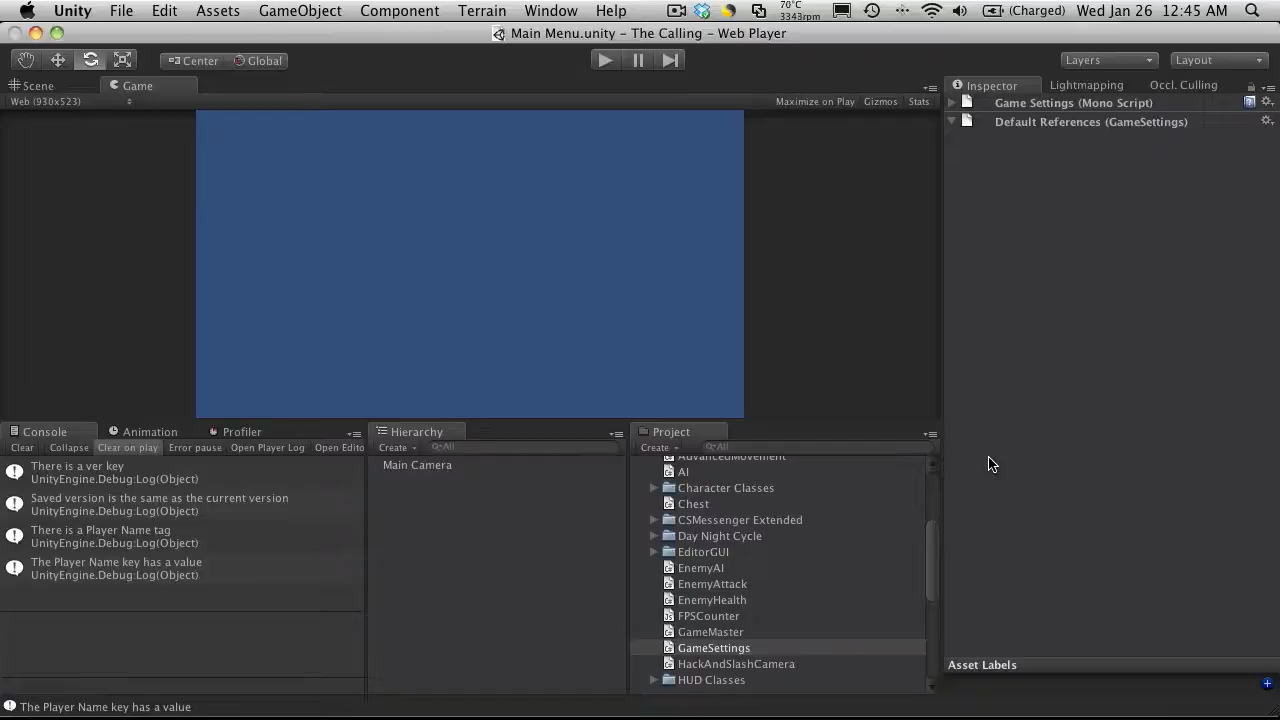 Unity File Edit Assets GameObject Component Terrain Window Help 70°C 3343rpm (Charged) Wed Jan 26 12:45 AM
Main Menu.unity – The Calling – Web Player
Center Global Layers Layout
Scene Game
Web (930x523) Maximize on Play Gizmos Stats
Inspector Lightmapping Occl. Culling
Game Settings (Mono Script)
Default References (GameSettings)
Console Animation Profiler
Clear Collapse Clear on play Error pause Open Player Log Open Edito
There is a ver key
UnityEngine.Debug:Log(Object)
Saved version is the same as the current version
UnityEngine.Debug:Log(Object)
There is a Player Name tag
UnityEngine.Debug:Log(Object)
The Player Name key has a value
UnityEngine.Debug:Log(Object)
Hierarchy
Create All
Main Camera
Project
Create All
AdvancedMovement
AI
Character Classes
Chest
CSMessenger Extended
Day Night Cycle
EditorGUI
EnemyAI
EnemyAttack
EnemyHealth
FPSCounter
GameMaster
GameSettings
HackAndSlashCamera
HUD Classes
Asset Labels
The Player Name key has a value